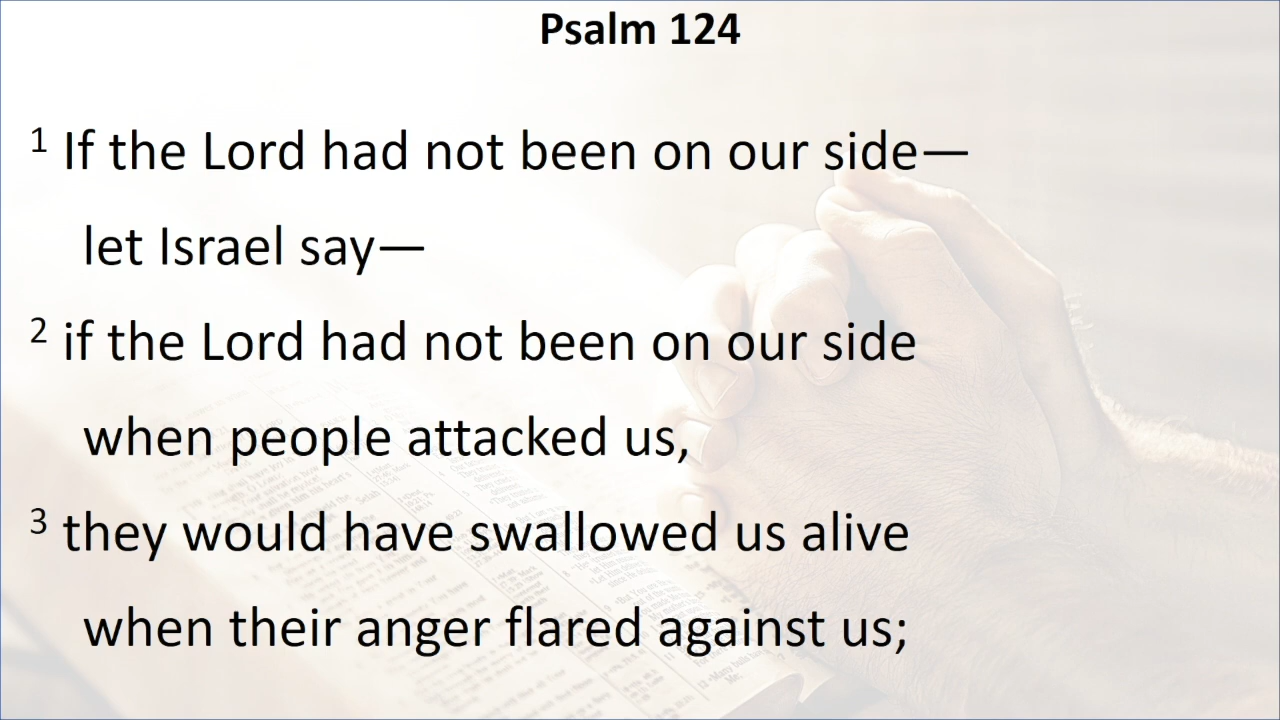 Psalm 124
1 If the Lord had not been on our side—
let Israel say—
2 if the Lord had not been on our side
when people attacked us,
3 they would have swallowed us alive
when their anger flared against us;